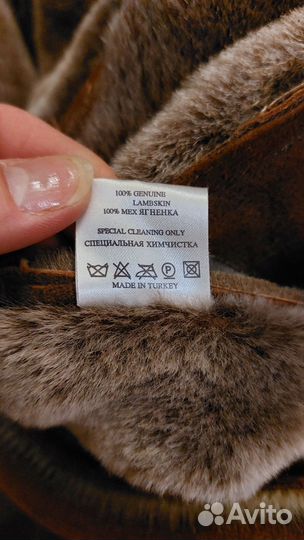 100% GENUINE
LAMBSKIN
100% МЕХ ЯГНЕНКА
SPECIAL CLEANING ONLY
СПЕЦИАЛЬНАЯ ХИМЧИСТКА
P
MADE IN
TURKEY
Avito